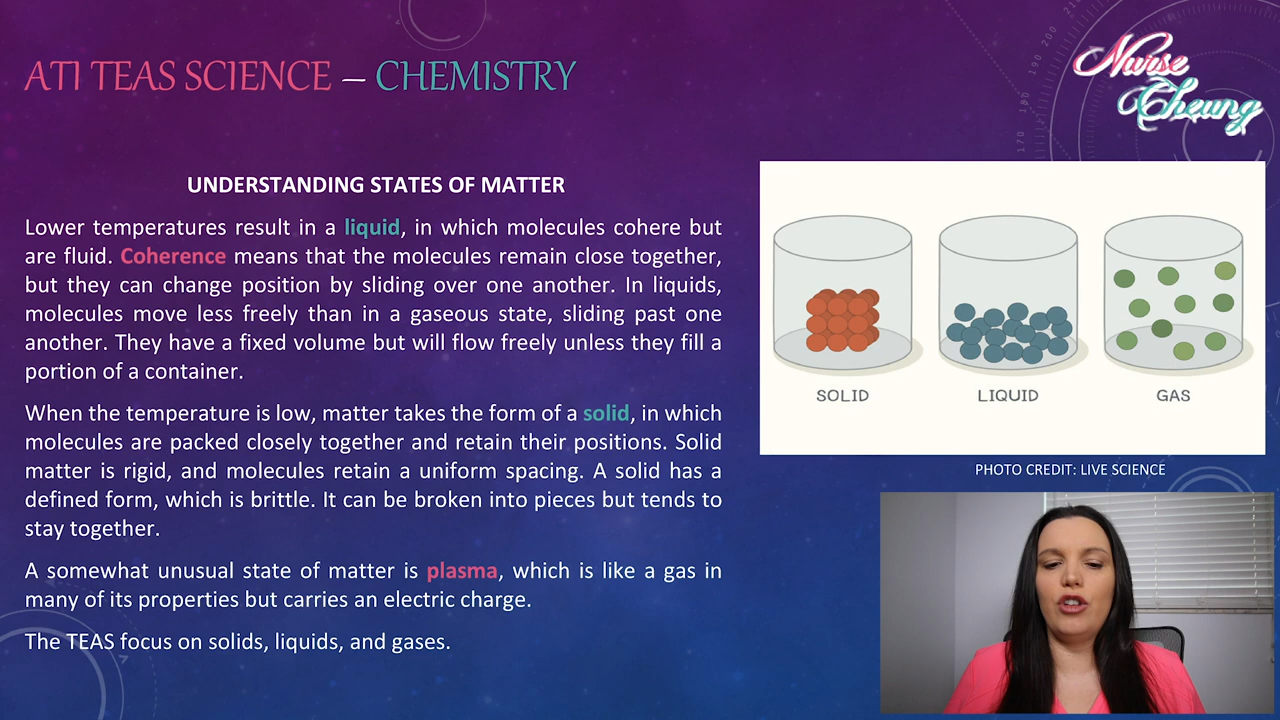 ATI TEAS SCIENCE – CHEMISTRY
Nurse
Cheung
UNDERSTANDING STATES OF MATTER
Lower temperatures result in a liquid, in which molecules cohere but
are fluid. Coherence means that the molecules remain close together,
but they can change position by sliding over one another. In liquids,
molecules move less freely than in a gaseous state, sliding past one
another. They have a fixed volume but will flow freely unless they fill a
portion of a container.
When the temperature is low, matter takes the form of a solid, in which
molecules are packed closely together and retain their positions. Solid
matter is rigid, and molecules retain a uniform spacing. A solid has a
defined form, which is brittle. It can be broken into pieces but tends to
stay together.
A somewhat unusual state of matter is plasma, which is like a gas in
many of its properties but carries an electric charge.
The TEAS focus on solids, liquids, and gases.
SOLID LIQUID GAS
PHOTO CREDIT: LIVE SCIENCE
170 180 190 200 210